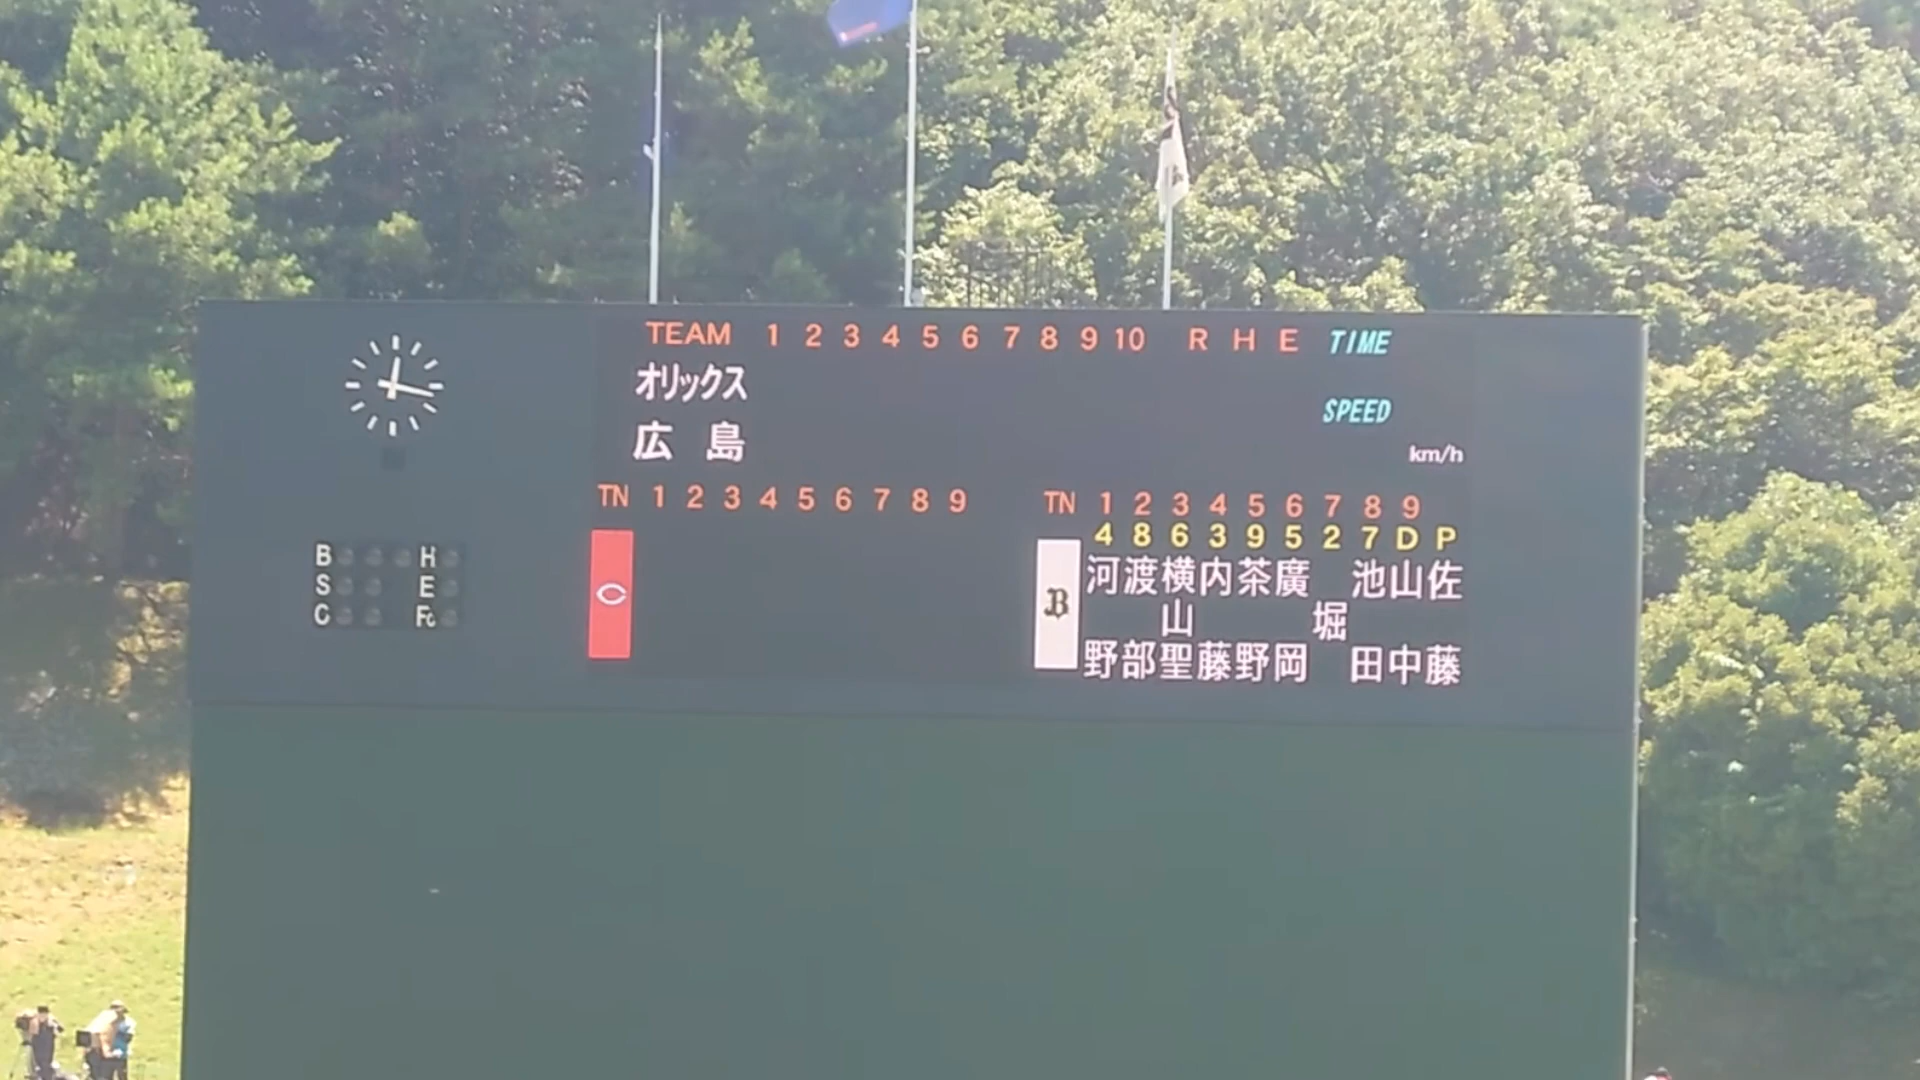 TEAM 1 2 3 4 5 6 7 8 9 10 R H E TIME
オリックス
SPEED
広島
km/h
TN 1 2 3 4 5 6 7 8 9
C
B H
S E
C Fc
TN 1 2 3 4 5 6 7 8 9
4 8 6 3 9 5 2 7 D P
B
河野
渡部
横山聖
内藤
茶野
廣岡
堀
池田
山中
佐藤